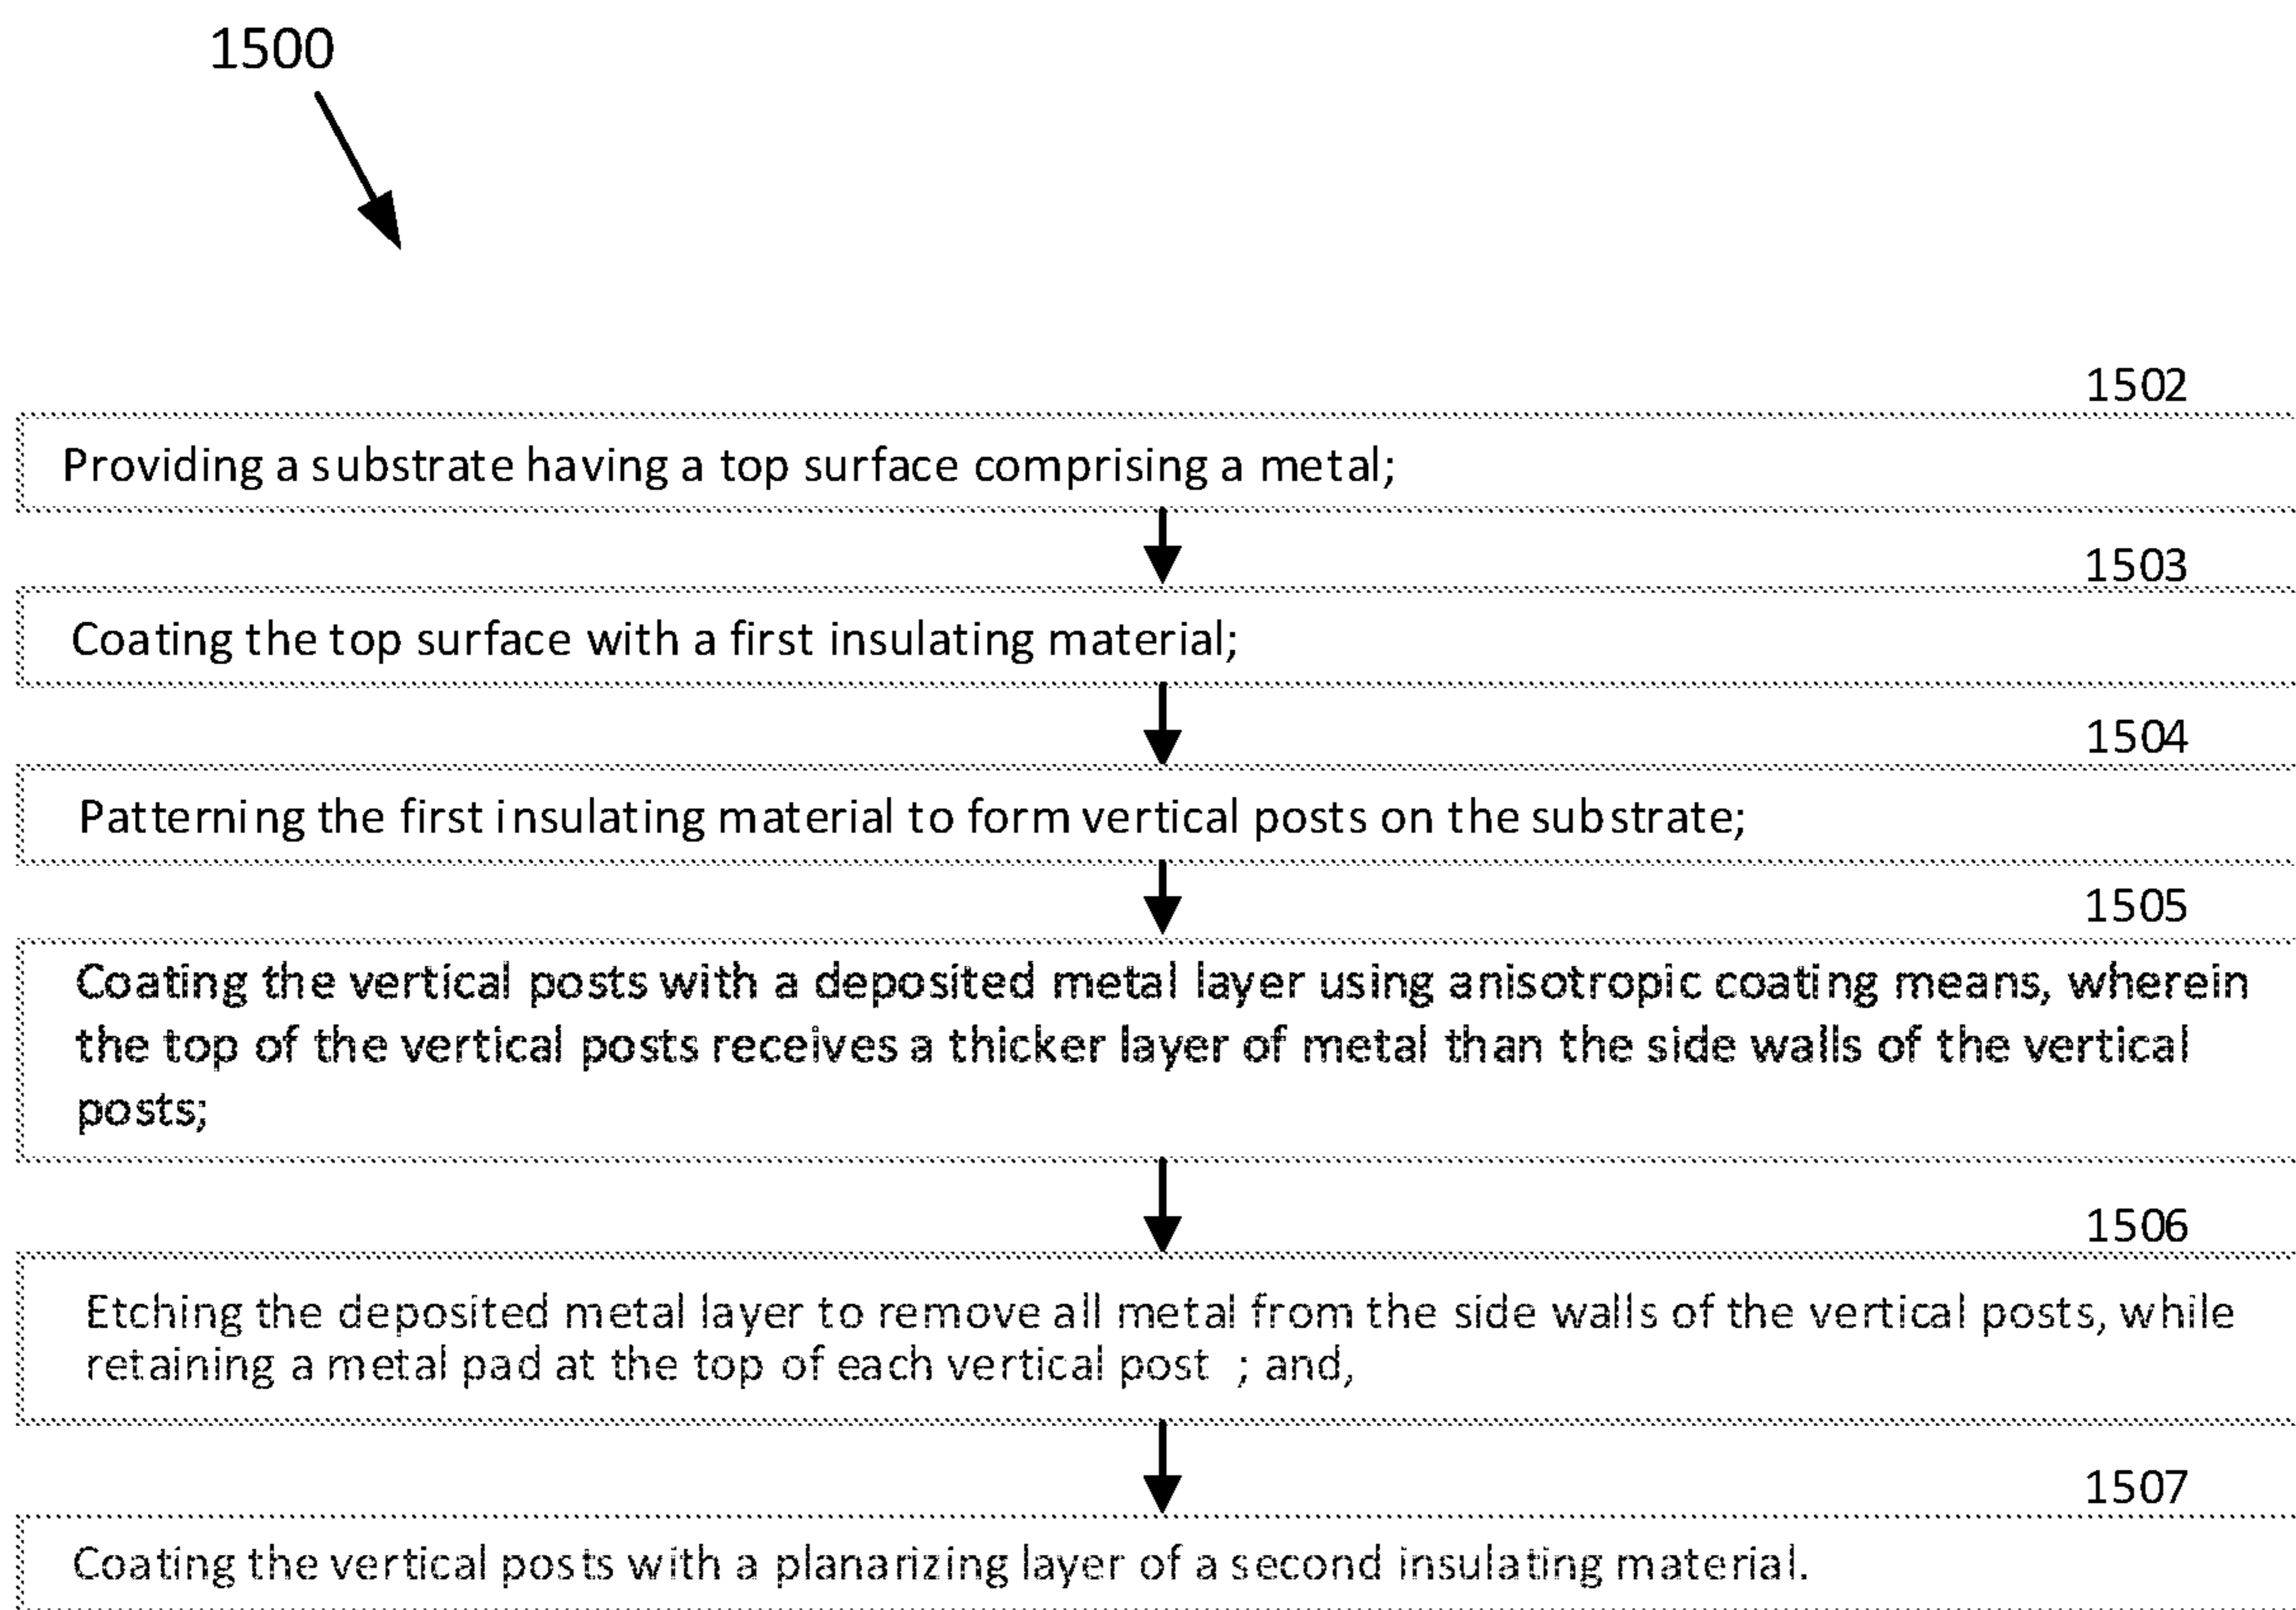 1500
1502
Providing a substrate having a top surface comprising a metal;
1503
Coating the top surface with a first insulating material;
1504
Patterning the first insulating material to form vertical posts on the substrate;
1505
Coating the vertical posts with a deposited metal layer using anisotropic coating means, wherein
the top of the vertical posts receives a thicker layer of metal than the side walls of the vertical
posts;
1506
Etching the deposited metal layer to remove all metal from the side walls of the vertical posts, while
retaining a metal pad at the top of each vertical post ; and,
1507
Coating the vertical posts with a planarizing layer of a second insulating material.